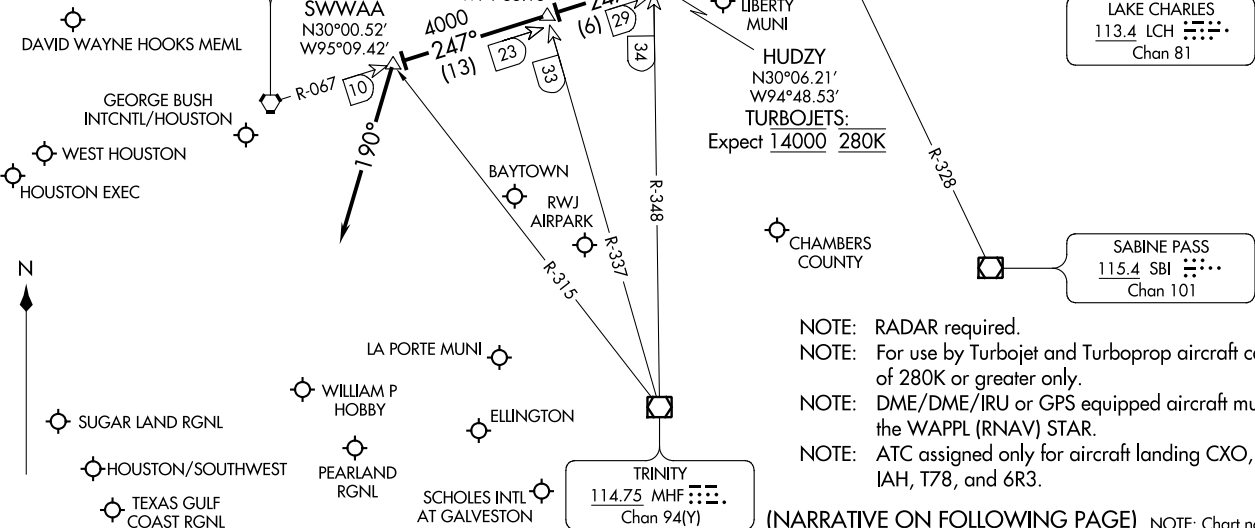 SWWAA
N30°00.52'
W95°09.42'
4000
247°
(13)
(6)
23
29
33
34
R-067
10
190°
DAVID WAYNE HOOKS MEML
GEORGE BUSH
INTCNTL/HOUSTON
WEST HOUSTON
HOUSTON EXEC
LIBERTY
MUNI
HUDZY
N30°06.21'
W94°48.53'
TURBOJETS:
Expect 14000 280K
LAKE CHARLES
113.4 LCH
Chan 81
R-328
BAYTOWN
RWJ
AIRPARK
R-348
R-337
R-315
CHAMBERS
COUNTY
SABINE PASS
115.4 SBI
Chan 101
N
LA PORTE MUNI
WILLIAM P
HOBBY
SUGAR LAND RGNL
ELLINGTON
HOUSTON/SOUTHWEST
PEARLAND
RGNL
TEXAS GULF
COAST RGNL
SCHOLES INTL
AT GALVESTON
TRINITY
114.75 MHF
Chan 94(Y)
NOTE: RADAR required.
NOTE: For use by Turbojet and Turboprop aircraft
of 280K or greater only.
NOTE: DME/DME/IRU or GPS equipped aircraft
the WAPPL (RNAV) STAR.
NOTE: ATC assigned only for aircraft landing CXO,
IAH, T78, and 6R3.
(NARRATIVE ON FOLLOWING PAGE) NOTE: Chart